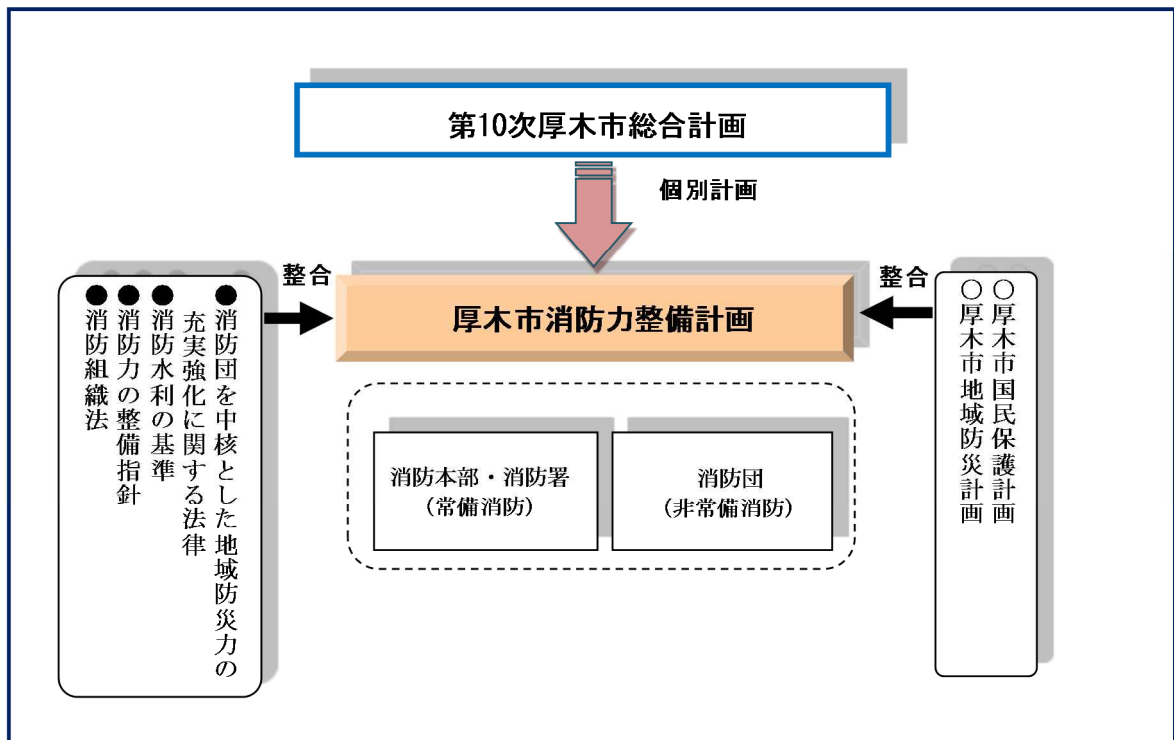 第10次厚木市総合計画
個別計画
整合
整合
厚木市消防力整備計画
●消防団を中核とした地域防災力の
充実強化に関する法律
●消防水利の基準
●消防力の整備指針
●消防組織法
消防本部・消防署
（常備消防）
消防団
（非常備消防）
○厚木市国民保護計画
○厚木市地域防災計画